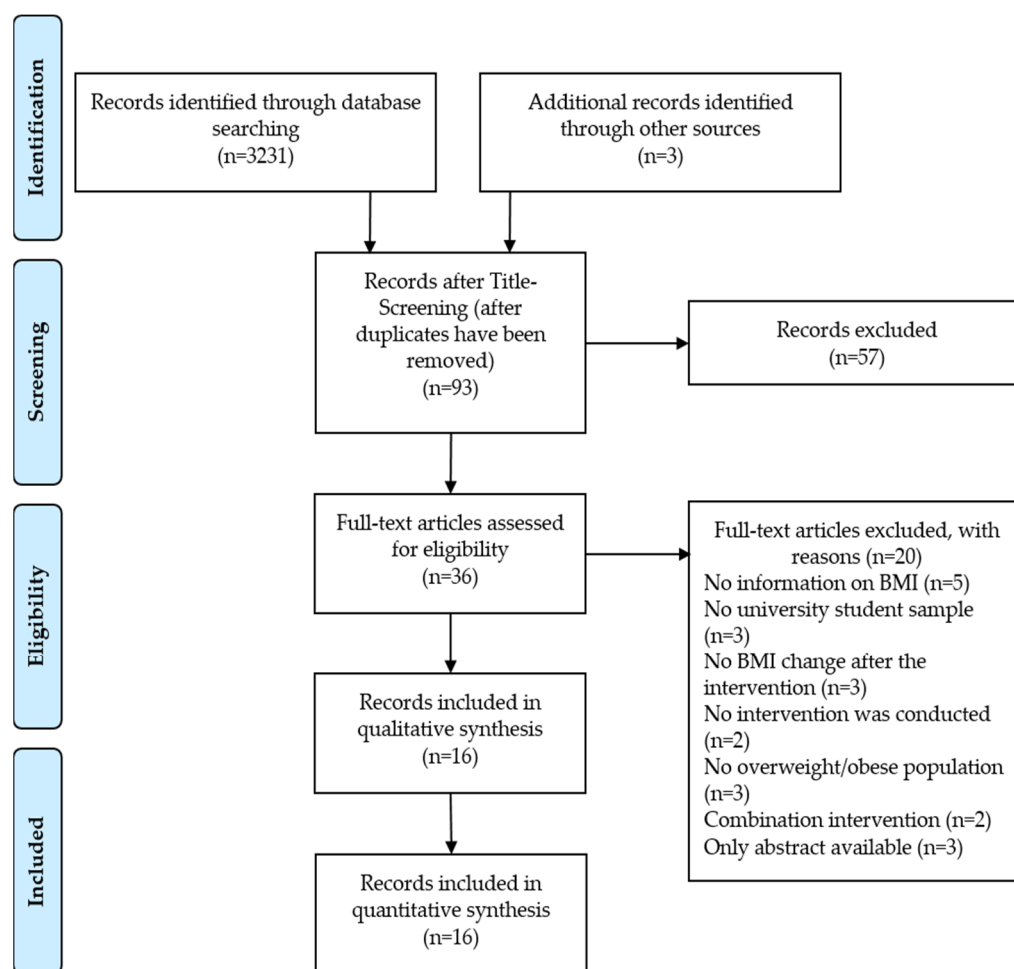 Identification
Records identified through database
searching
(n=3231)
Additional records identified
through other sources
(n=3)
Screening
Records after Title-
Screening (after
duplicates have been
removed)
(n=93)
Records excluded
(n=57)
Eligibility
Full-text articles assessed
for eligibility
(n=36)
Full-text articles excluded, with
reasons (n=20)
No information on BMI (n=5)
No university student sample
(n=3)
No BMI change after the
intervention (n=3)
No intervention was conducted
(n=2)
No overweight/obese population
(n=3)
Combination intervention (n=2)
Only abstract available (n=3)
Records included in
qualitative synthesis
(n=16)
Included
Records included in
quantitative synthesis
(n=16)